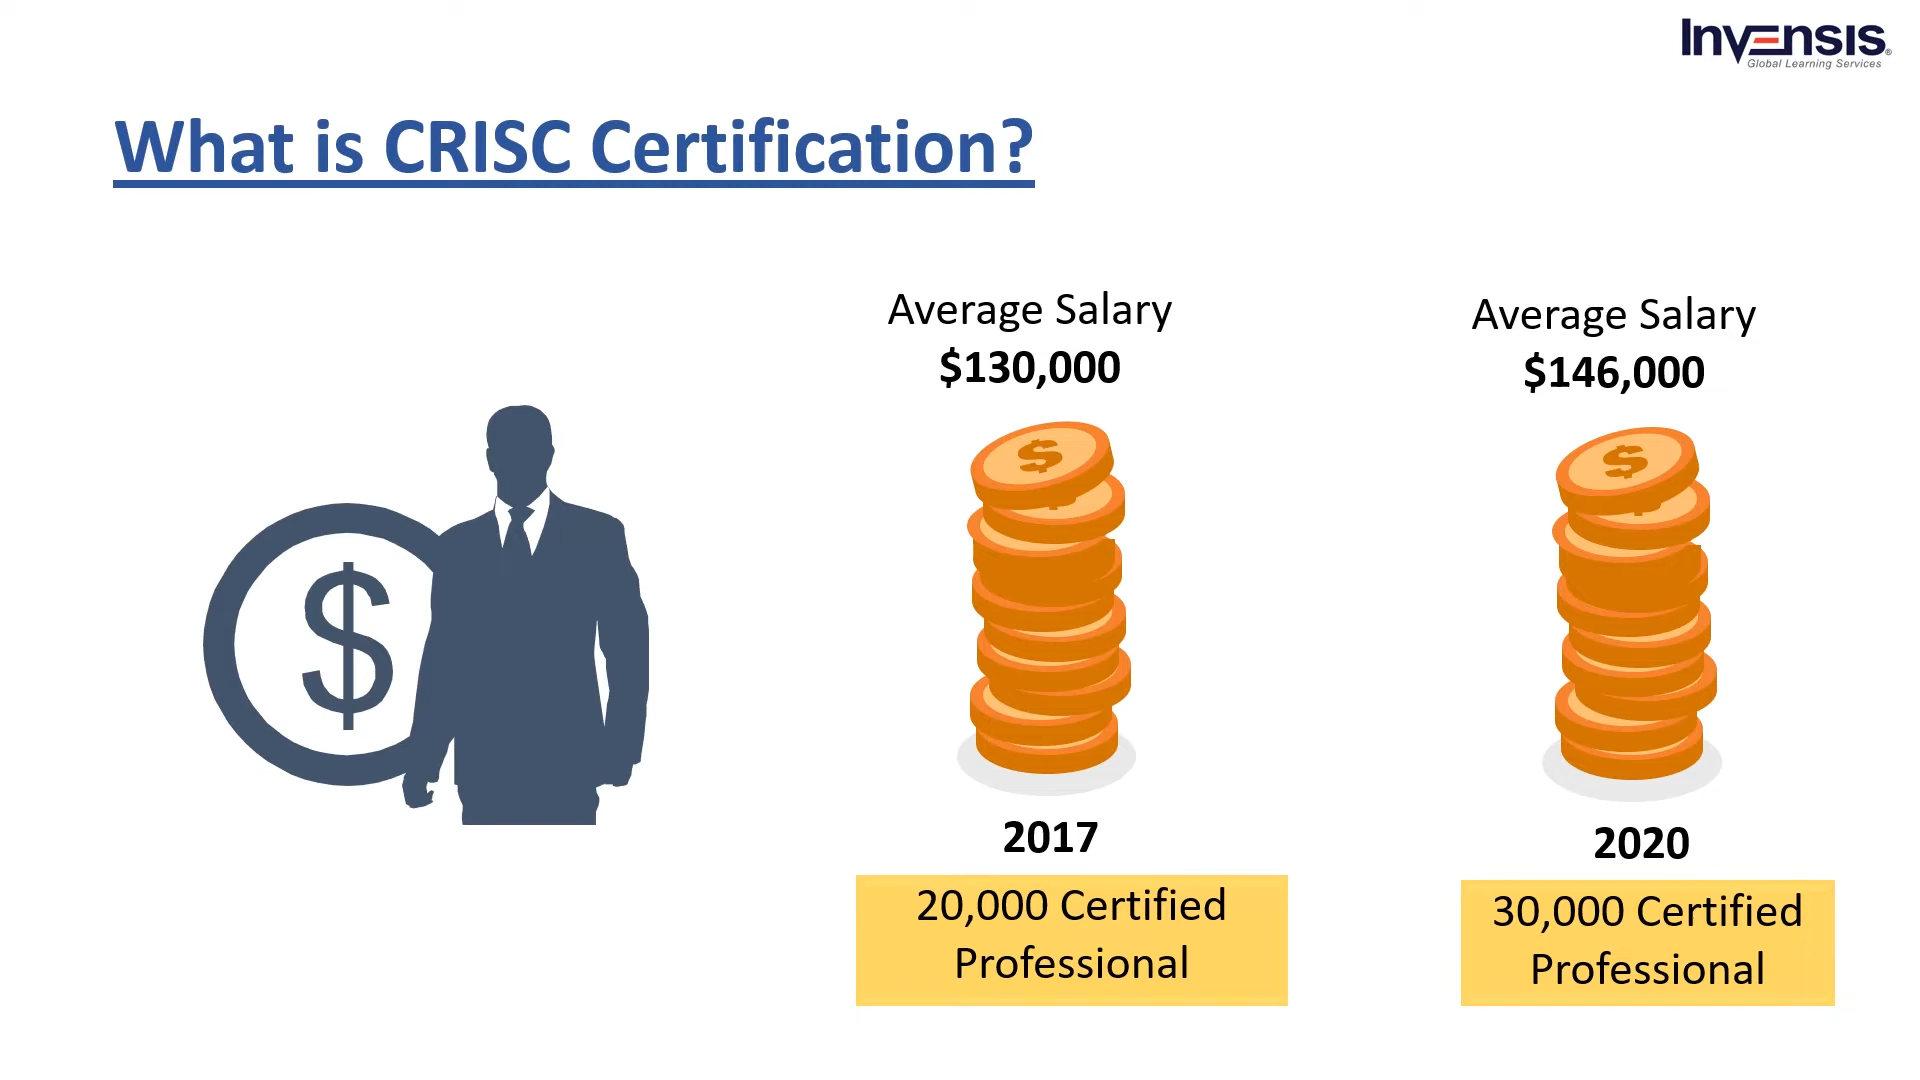 Invensis
Global Learning Services
What is CRISC Certification?
Average Salary
$130,000
Average Salary
$146,000
$
$
$
2017
2020
20,000 Certified
Professional
30,000 Certified
Professional